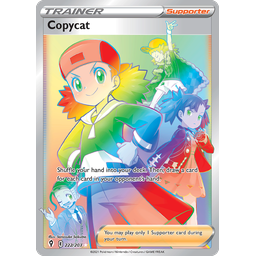 TRAINER
Supporter
Copycat
Shuffle your hand into your deck. Then, draw a card
for each card in your opponent's hand.
You may play only 1 Supporter card during
your turn.
222/203